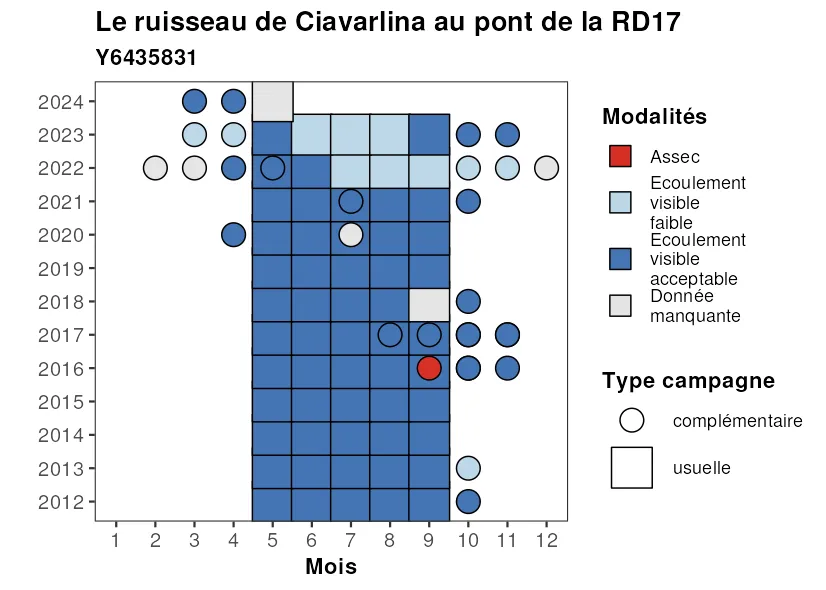 Le ruisseau de Ciavarlina au pont de la RD17
Y6435831
2024
2023
2022
2021
2020
2019
2018
2017
2016
2015
2014
2013
2012
1 2 3 4 5 6 7 8 9 10 11 12
Mois
Modalités
Assec
Ecoulement
visible
faible
Ecoulement
visible
acceptable
Donnée
manquante
Type campagne
complémentaire
usuelle